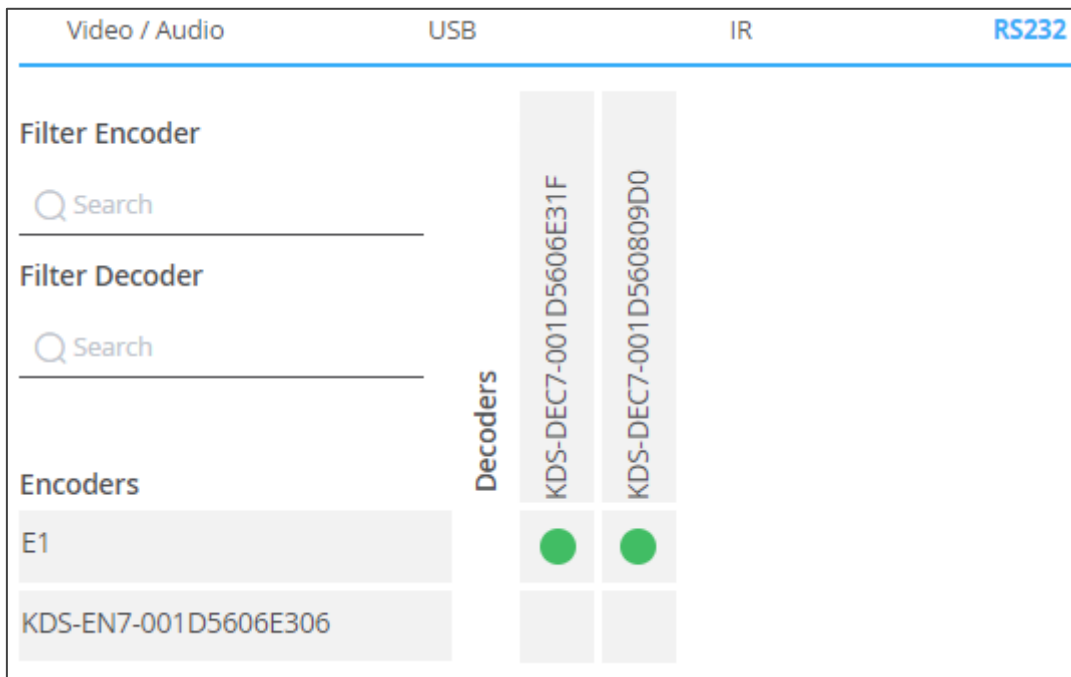 Video / Audio USB IR RS232
Filter Encoder
Search
Filter Decoder
Search
Decoders
KDS-DEC7-001D5606E31F
KDS-DEC7-001D560809D0
Encoders
E1
KDS-EN7-001D5606E306